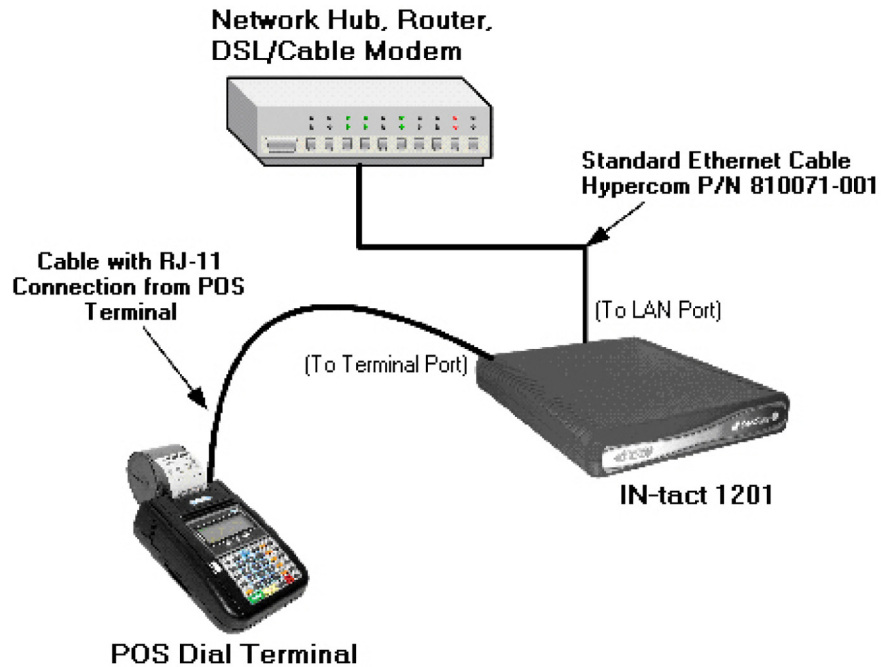 Network Hub, Router,
DSL/Cable Modem
Standard Ethernet Cable
Hypercom P/N 810071-001
Cable with RJ-11
Connection from POS
Terminal
(To LAN Port)
(To Terminal Port)
IN-tact 1201
POS Dial Terminal